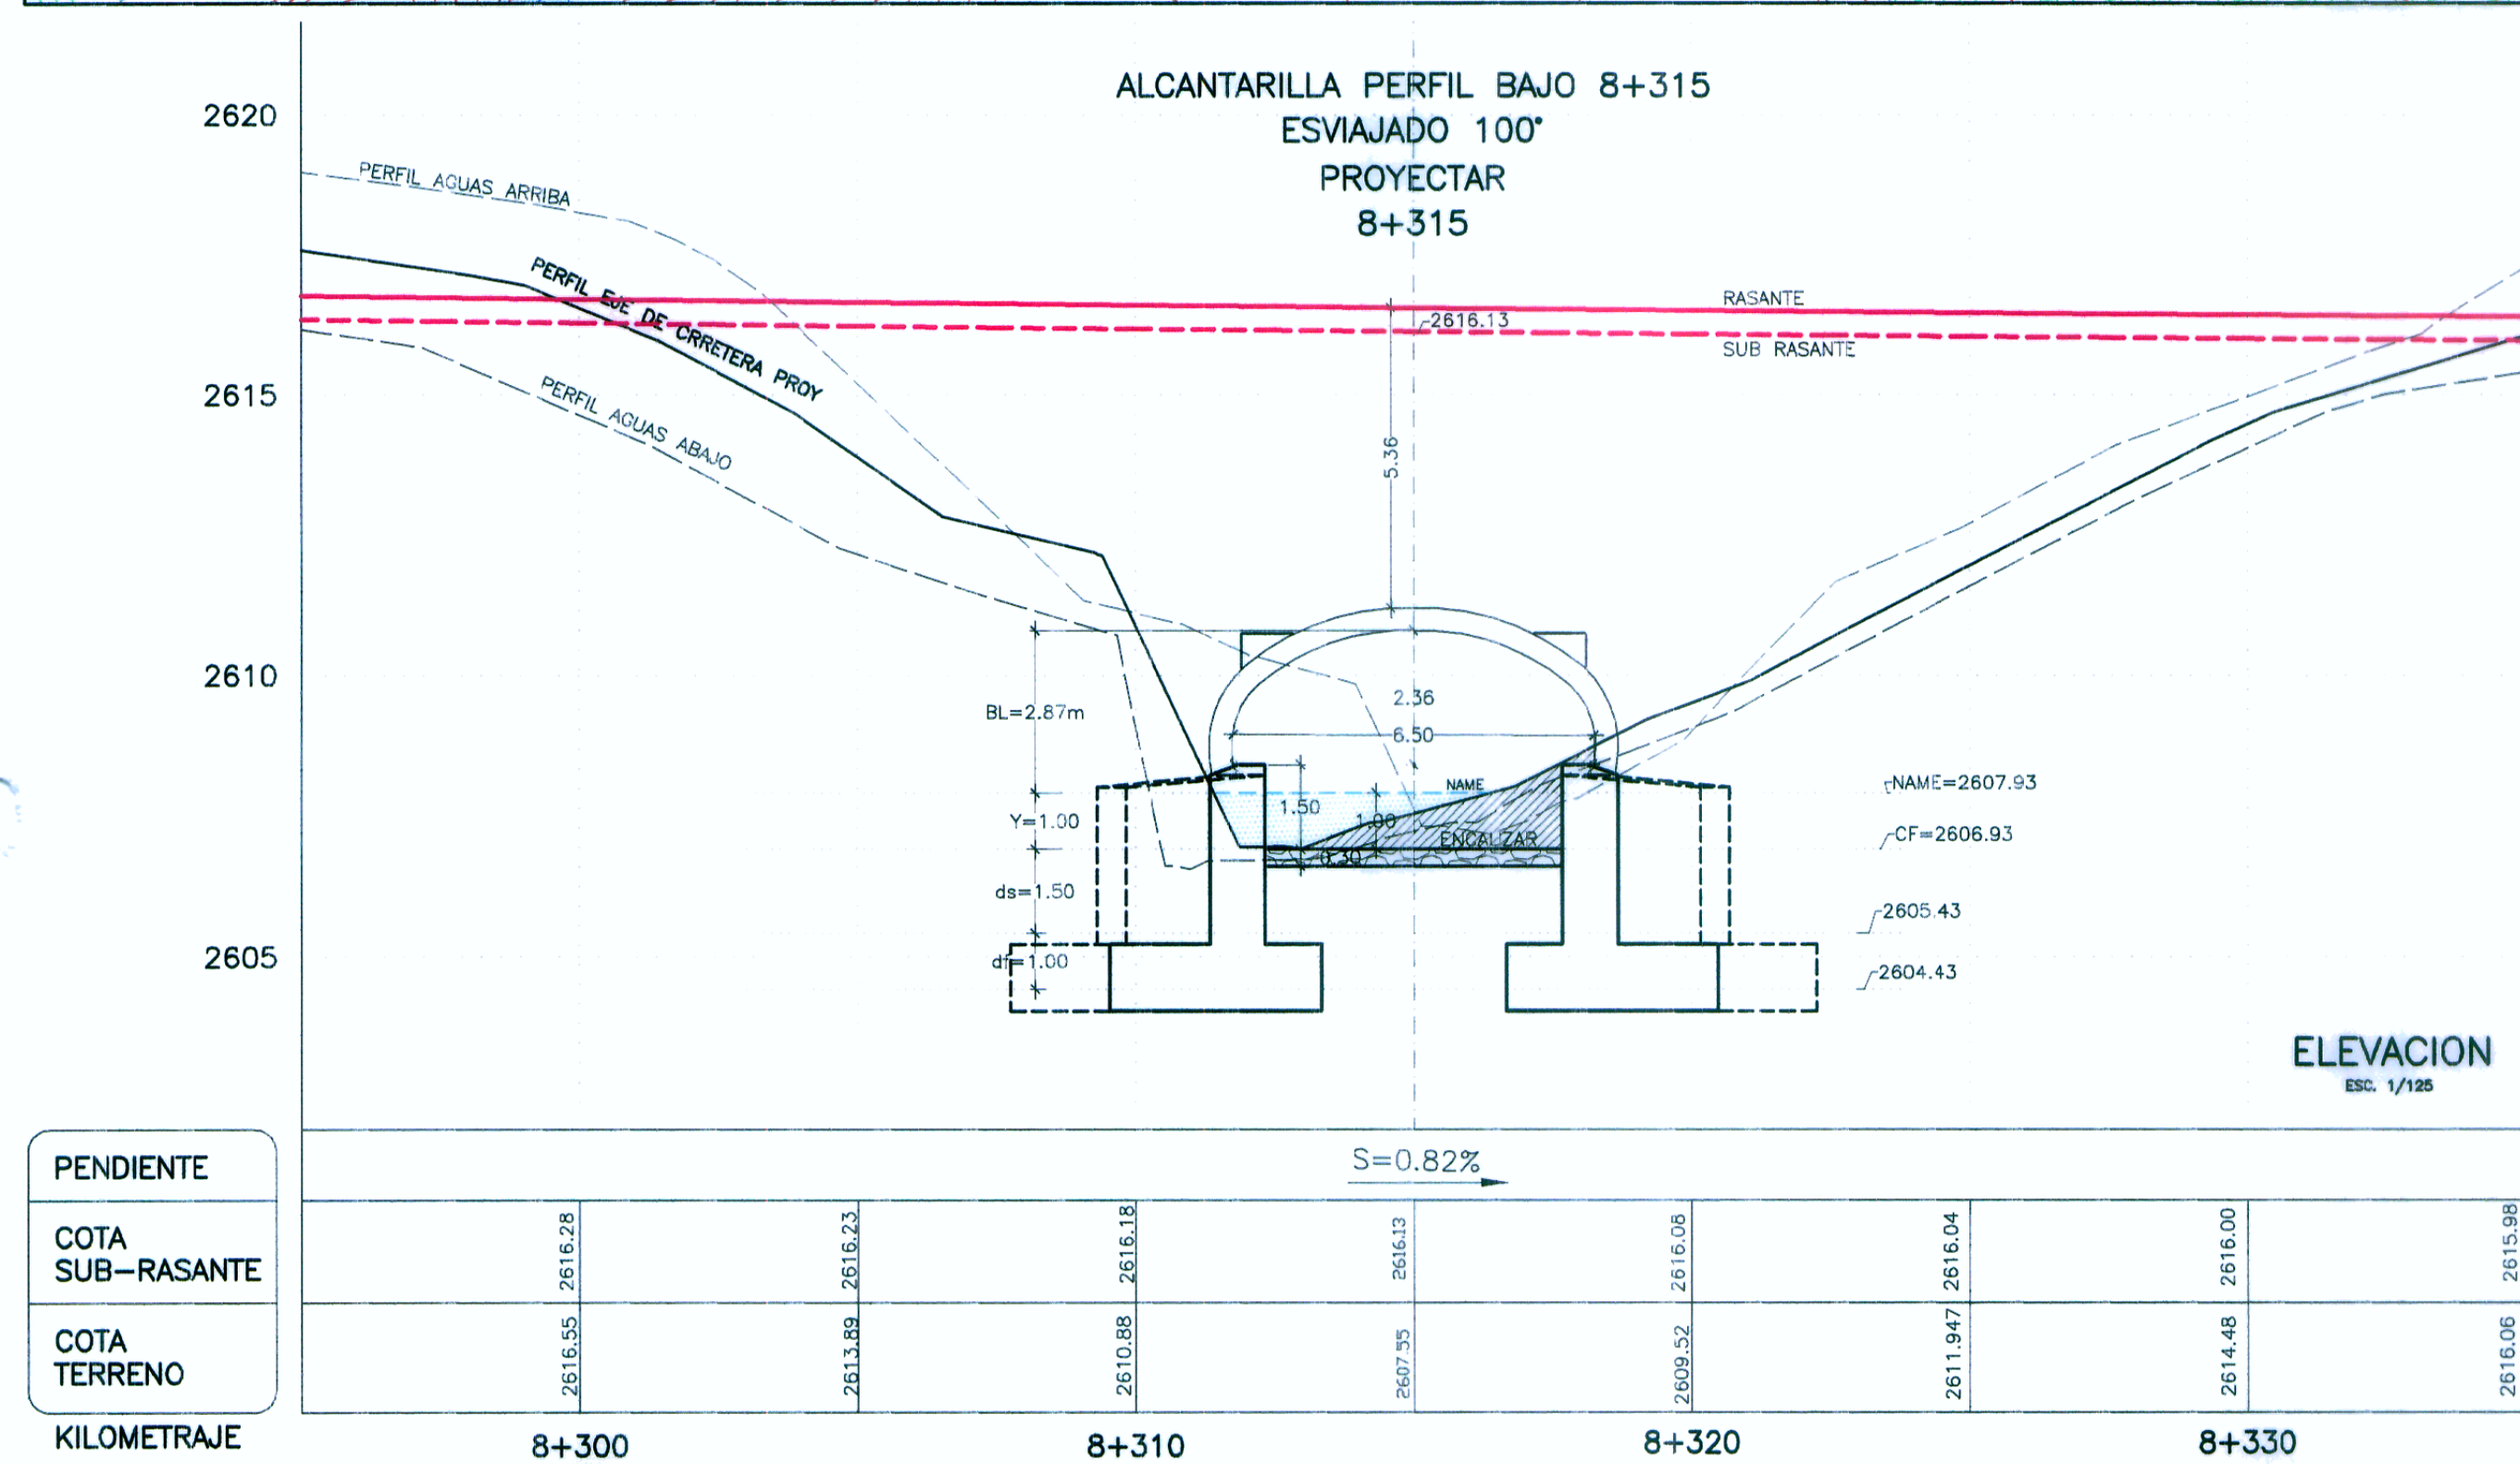 ALCANTARILLA PERFIL BAJO 8+315
ESVIAJADO 100°
PROYECTAR
8+315
2620
2615
2610
2605
PERFIL AGUAS ARRIBA
PERFIL EJE DE CRRETERA PROY
PERFIL AGUAS ABAJO
RASANTE
2616.13
SUB RASANTE
5.36
BL=2.87m
2.36
6.50
NAME
1.50
1.00
Y=1.00
ENCALIZAR
0.30
ds=1.50
df=1.00
NAME=2607.93
CF=2606.93
2605.43
2604.43
ELEVACION
ESC. 1/125
PENDIENTE
S=0.82%
COTA
SUB-RASANTE
2616.28
2616.23
2616.18
2616.13
2616.08
2616.04
2616.00
2615.98
COTA
TERRENO
2616.55
2613.89
2610.88
2607.55
2609.52
2611.947
2614.48
2616.06
KILOMETRAJE
8+300
8+310
8+320
8+330